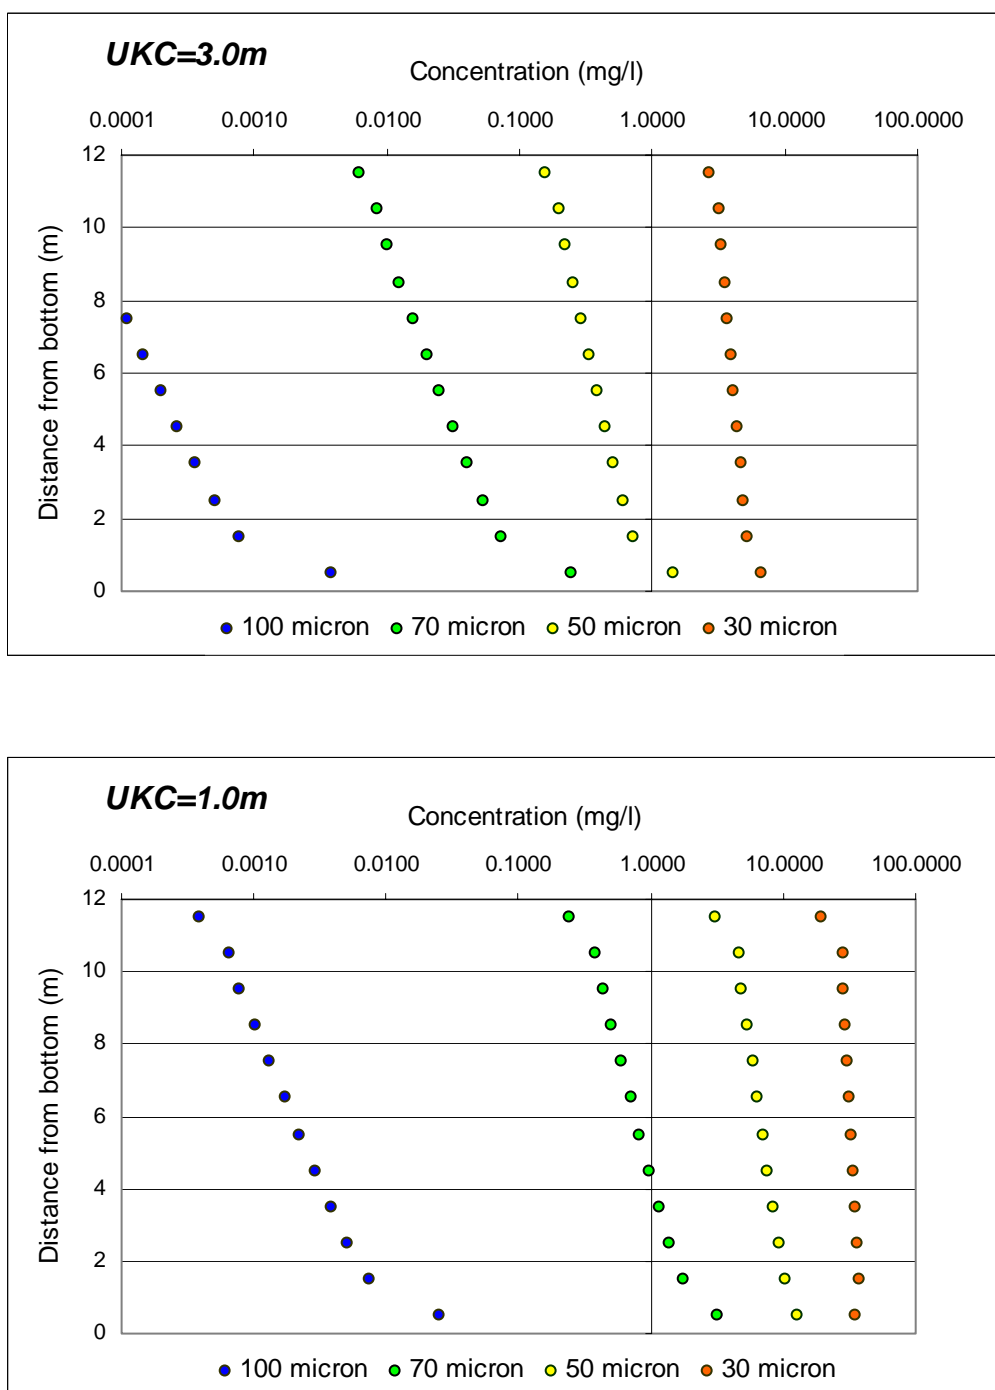 UKC=3.0m
Concentration (mg/l)
0.0001 0.0010 0.0100 0.1000 1.0000 10.0000 100.0000
12
10
8
6
4
2
0
Distance from bottom (m)
100 micron 70 micron 50 micron 30 micron
UKC=1.0m
Concentration (mg/l)
0.0001 0.0010 0.0100 0.1000 1.0000 10.0000 100.0000
12
10
8
6
4
2
0
Distance from bottom (m)
100 micron 70 micron 50 micron 30 micron